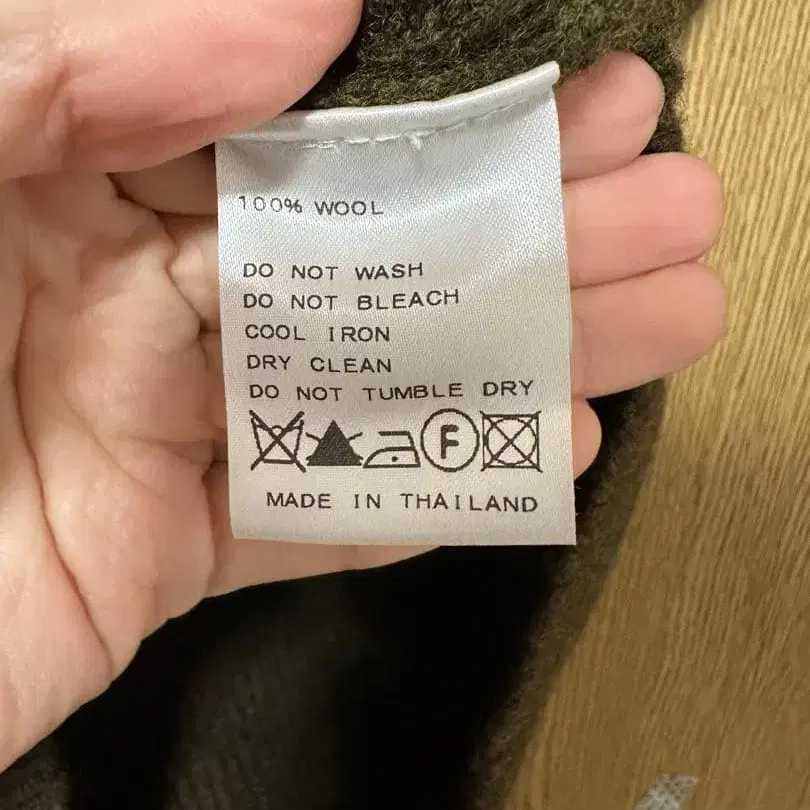 100% WOOL
DO NOT WASH
DO NOT BLEACH
COOL IRON
DRY CLEAN
DO NOT TUMBLE DRY
F
MADE IN THAILAND